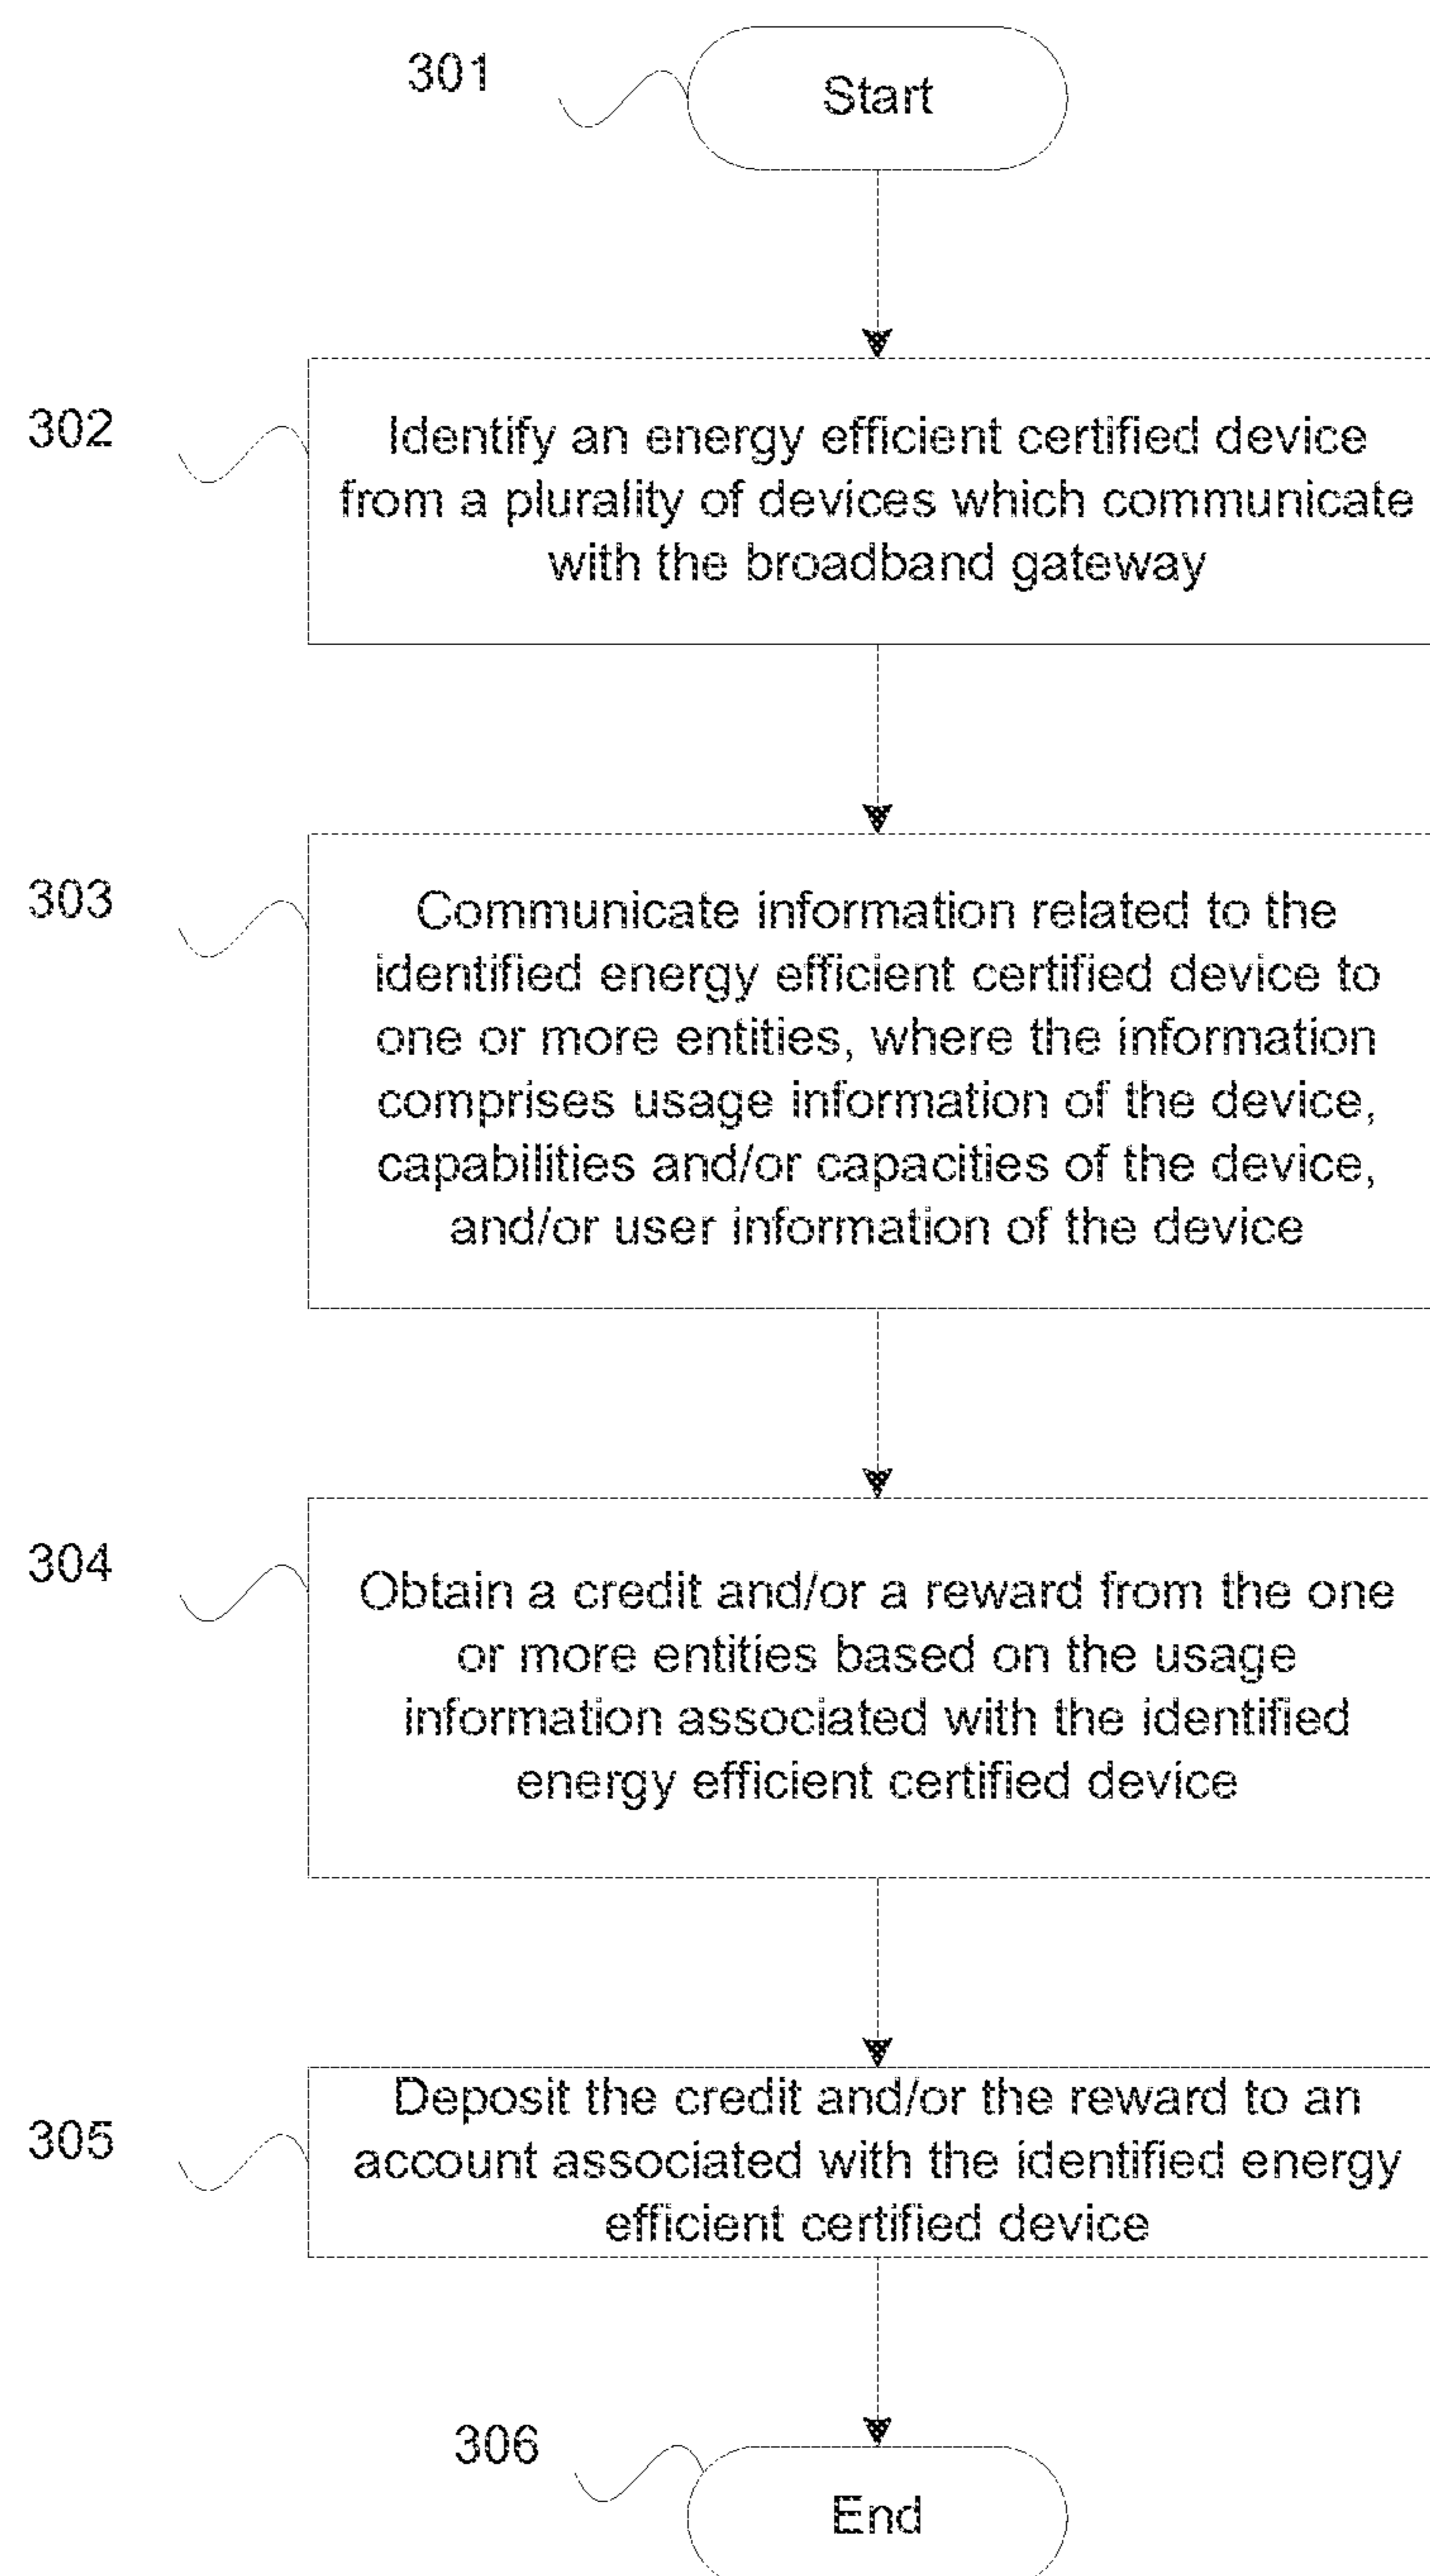 301
Start
302
Identify an energy efficient certified device
from a plurality of devices which communicate
with the broadband gateway
303
Communicate information related to the
identified energy efficient certified device to
one or more entities, where the information
comprises usage information of the device,
capabilities and/or capacities of the device,
and/or user information of the device
304
Obtain a credit and/or a reward from the one
or more entities based on the usage
information associated with the identified
energy efficient certified device
305
Deposit the credit and/or the reward to an
account associated with the identified energy
efficient certified device
306
End